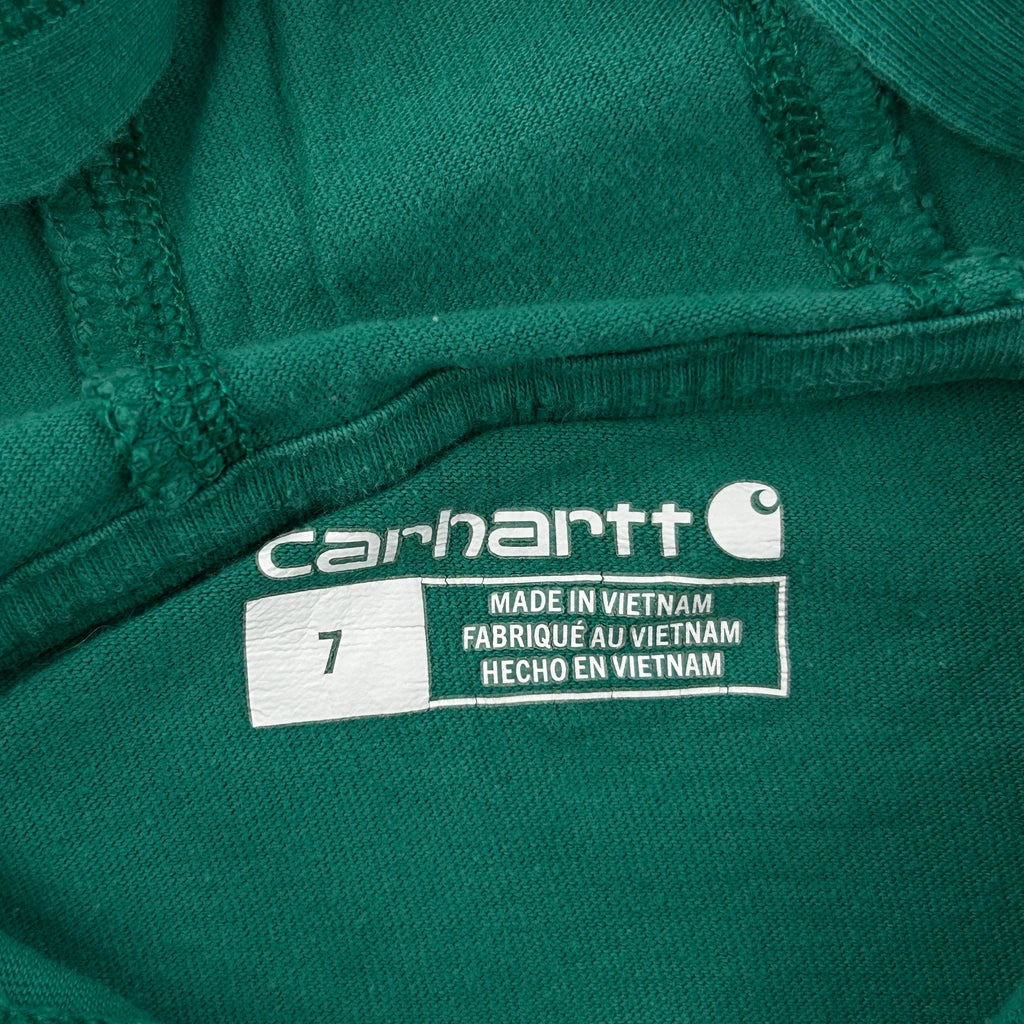 carhartt
7
MADE IN VIETNAM
FABRIQUÉ AU VIETNAM
HECHO EN VIETNAM